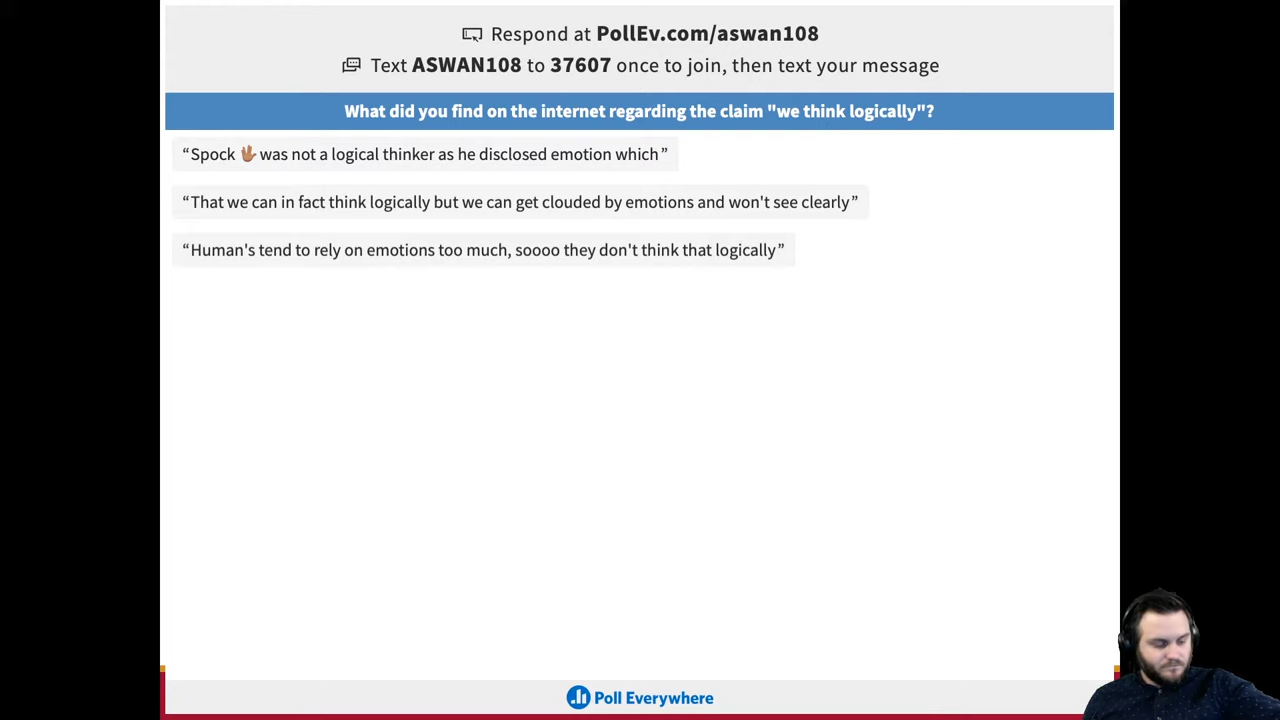 Respond at PollEv.com/aswan108
Text ASWAN108 to 37607 once to join, then text your message
What did you find on the internet regarding the claim "we think logically"?
“Spock 🖖🏽 was not a logical thinker as he disclosed emotion which”
“That we can in fact think logically but we can get clouded by emotions and won't see clearly”
“Human's tend to rely on emotions too much, soooo they don't think that logically”
Poll Everywhere